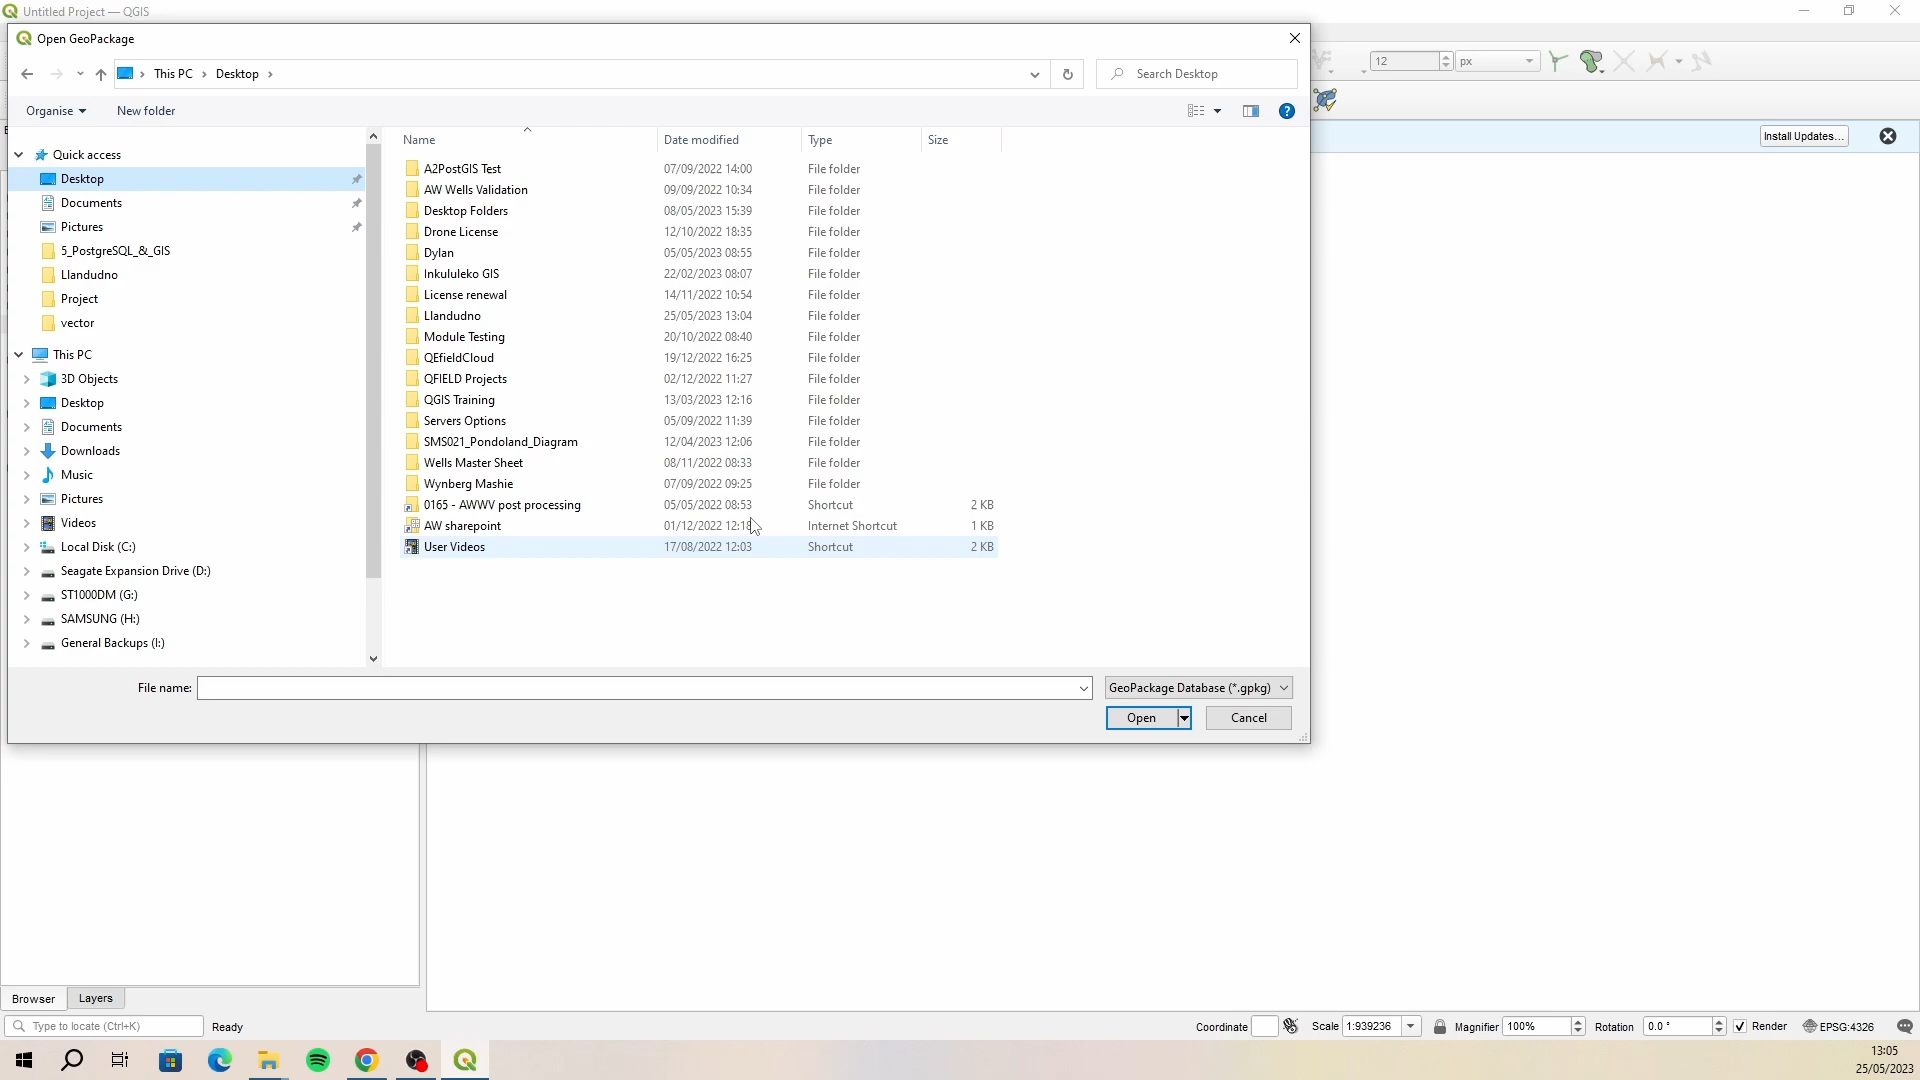 Untitled Project — QGIS
Open GeoPackage
This PC > Desktop >
Search Desktop
12
px
Organise
New folder
Install Updates...
Name
Date modified
Type
Size
Quick access
Desktop
Documents
Pictures
5_PostgreSQL_&_GIS
Llandudno
Project
vector
This PC
3D Objects
Desktop
Documents
Downloads
Music
Pictures
Videos
Local Disk (C:)
Seagate Expansion Drive (D:)
ST1000DM (G:)
SAMSUNG (H:)
General Backups (I:)
A2PostGIS Test 07/09/2022 14:00 File folder
AW Wells Validation 09/09/2022 10:34 File folder
Desktop Folders 08/05/2023 15:39 File folder
Drone License 12/10/2022 18:35 File folder
Dylan 05/05/2023 08:55 File folder
Inkululeko GIS 22/02/2023 08:07 File folder
License renewal 14/11/2022 10:54 File folder
Llandudno 25/05/2023 13:04 File folder
Module Testing 20/10/2022 08:40 File folder
QEfieldCloud 19/12/2022 16:25 File folder
QFIELD Projects 02/12/2022 11:27 File folder
QGIS Training 13/03/2023 12:16 File folder
Servers Options 05/09/2022 11:39 File folder
SMS021_Pondoland_Diagram 12/04/2023 12:06 File folder
Wells Master Sheet 08/11/2022 08:33 File folder
Wynberg Mashie 07/09/2022 09:25 File folder
0165 - AWWV post processing 05/05/2022 08:53 Shortcut 2 KB
AW sharepoint 01/12/2022 12:18 Internet Shortcut 1 KB
User Videos 17/08/2022 12:03 Shortcut 2 KB
File name:
GeoPackage Database (*.gpkg)
Open
Cancel
Browser
Layers
Type to locate (Ctrl+K)
Ready
Coordinate
Scale 1:939236
Magnifier 100%
Rotation 0.0 °
Render
EPSG:4326
13:05
25/05/2023